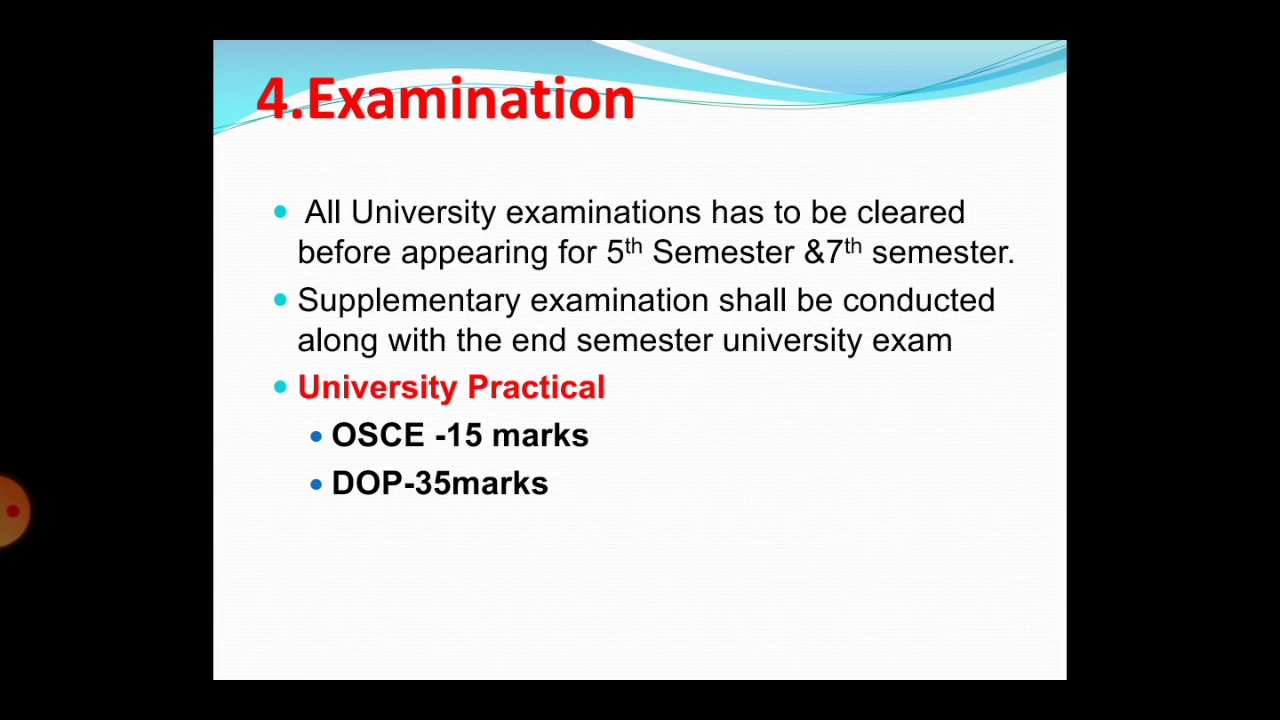 4.Examination
All University examinations has to be cleared
before appearing for 5th Semester &7th semester.
Supplementary examination shall be conducted
along with the end semester university exam
University Practical
OSCE -15 marks
DOP-35marks